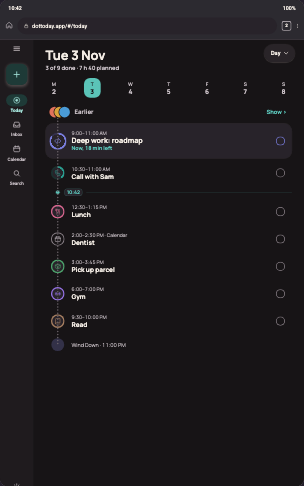 10:42
100%
dottoday.app/#/today
2
Tue 3 Nov
3 of 9 done · 7 h 40 planned
Day
M T W T F S S
2 3 4 5 6 7 8
Today
Inbox
Calendar
Search
Earlier
Show >
9:00–11:00 AM
Deep work: roadmap
Now, 18 min left
10:30–11:00 AM
Call with Sam
10:42
12:30–1:15 PM
Lunch
2:00–2:30 PM · Calendar
Dentist
3:00–3:45 PM
Pick up parcel
6:00–7:00 PM
Gym
9:30–10:00 PM
Read
Wind Down · 11:00 PM